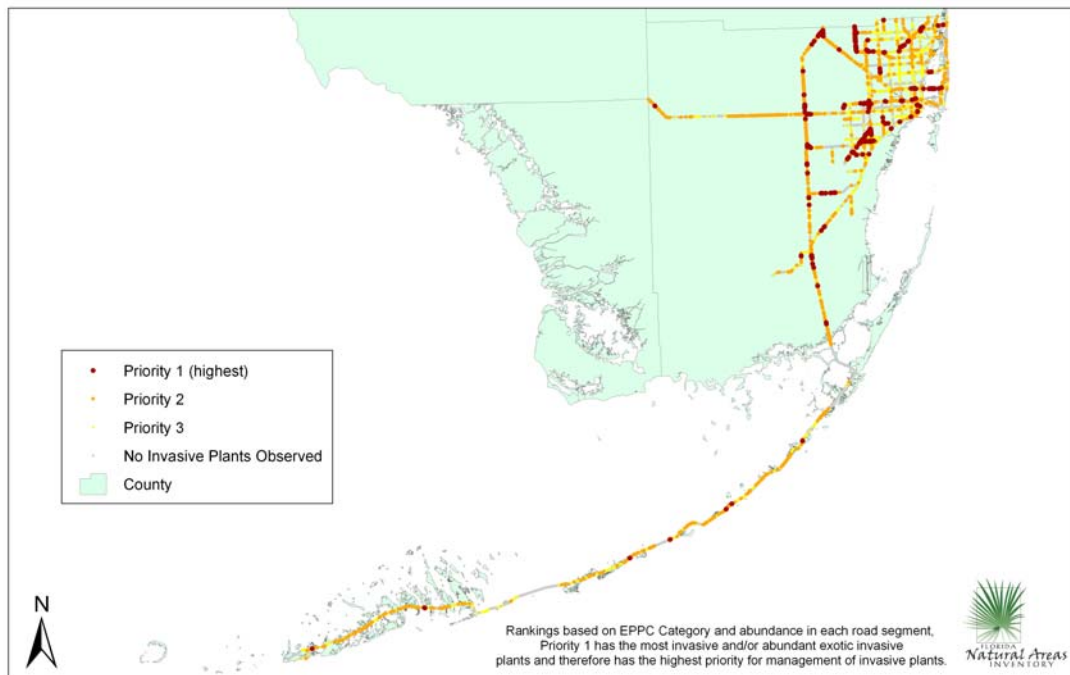 Priority 1 (highest)
Priority 2
Priority 3
No Invasive Plants Observed
County
N
Rankings based on EPPC Category and abundance in each road segment,
Priority 1 has the most invasive and/or abundant exotic invasive
plants and therefore has the highest priority for management of invasive plants.
FLORIDA
Natural Areas
INVENTORY